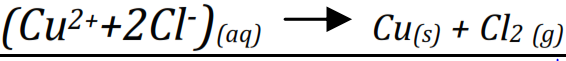 (Cu²⁺+2Cl⁻)₍aq₎ ⟶ Cu₍s₎ + Cl₂ ₍g₎